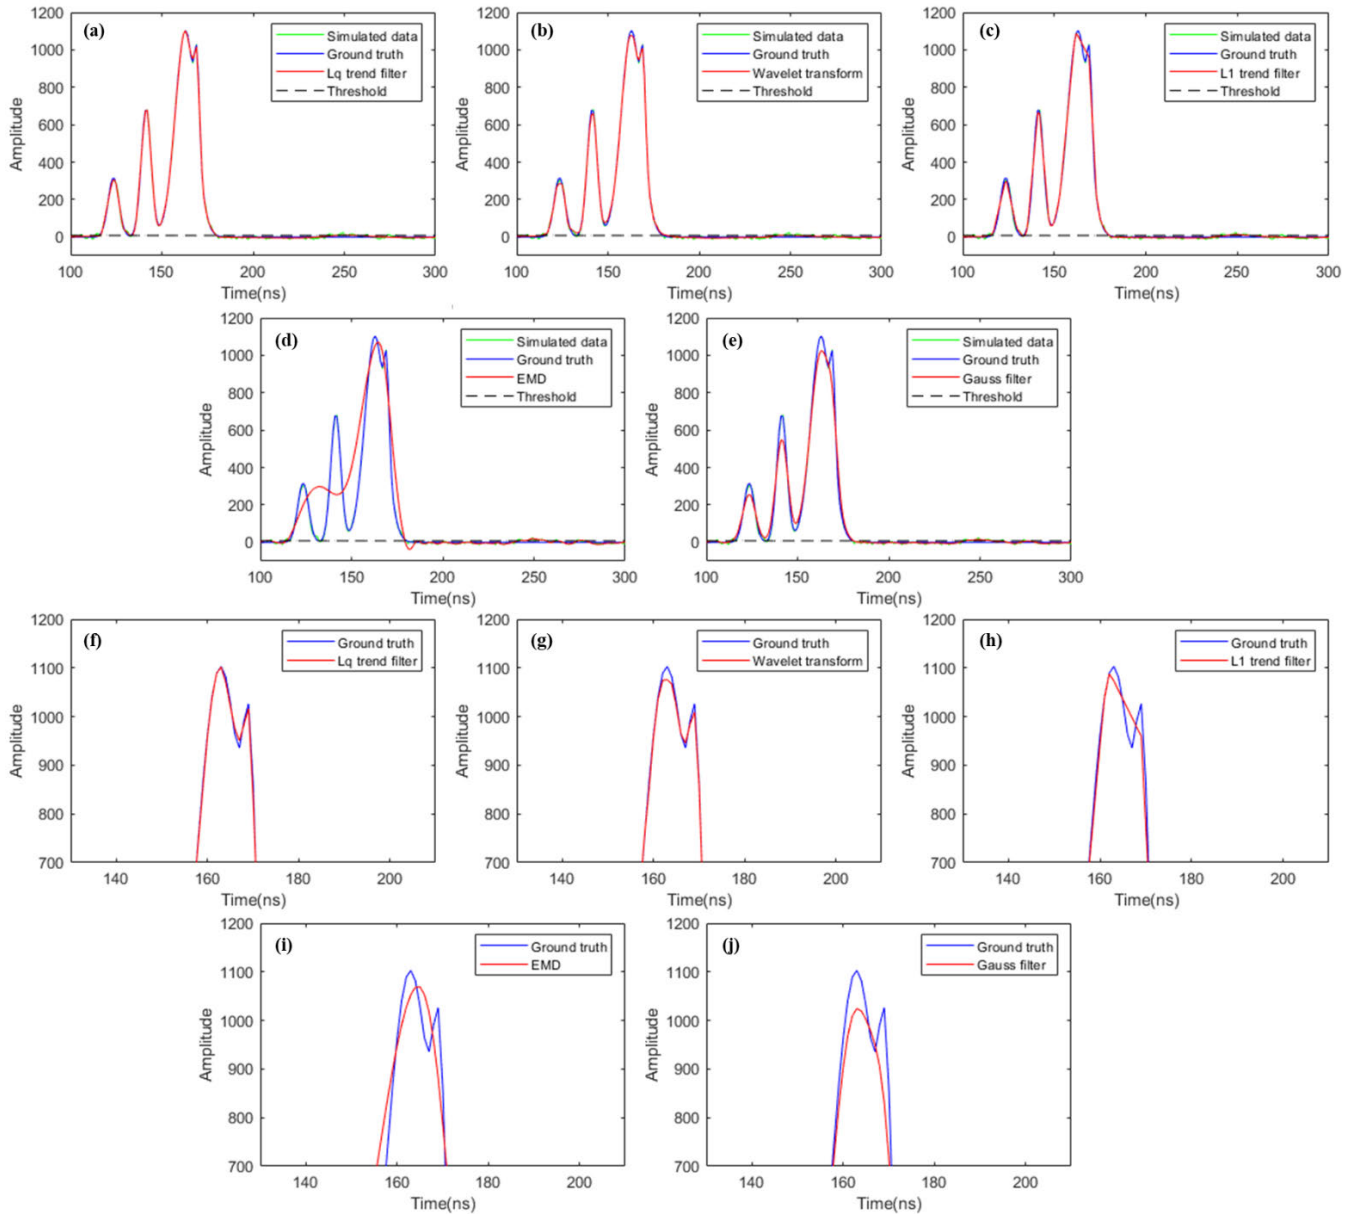 (a)
Simulated data
Ground truth
Lq trend filter
Threshold
1200
1000
800
600
400
200
0
100
150
200
250
300
Amplitude
Time(ns)
(b)
Simulated data
Ground truth
Wavelet transform
Threshold
1200
1000
800
600
400
200
0
100
150
200
250
300
Amplitude
Time(ns)
(c)
Simulated data
Ground truth
L1 trend filter
Threshold
1200
1000
800
600
400
200
0
100
150
200
250
300
Amplitude
Time(ns)
(d)
Simulated data
Ground truth
EMD
Threshold
1200
1000
800
600
400
200
0
100
150
200
250
300
Amplitude
Time(ns)
(e)
Simulated data
Ground truth
Gauss filter
Threshold
1200
1000
800
600
400
200
0
100
150
200
250
300
Amplitude
Time(ns)
(f)
Ground truth
Lq trend filter
1200
1100
1000
900
800
700
140
160
180
200
Amplitude
Time(ns)
(g)
Ground truth
Wavelet transform
1200
1100
1000
900
800
700
140
160
180
200
Amplitude
Time(ns)
(h)
Ground truth
L1 trend filter
1200
1100
1000
900
800
700
140
160
180
200
Amplitude
Time(ns)
(i)
Ground truth
EMD
1200
1100
1000
900
800
700
140
160
180
200
Amplitude
Time(ns)
(j)
Ground truth
Gauss filter
1200
1100
1000
900
800
700
140
160
180
200
Amplitude
Time(ns)